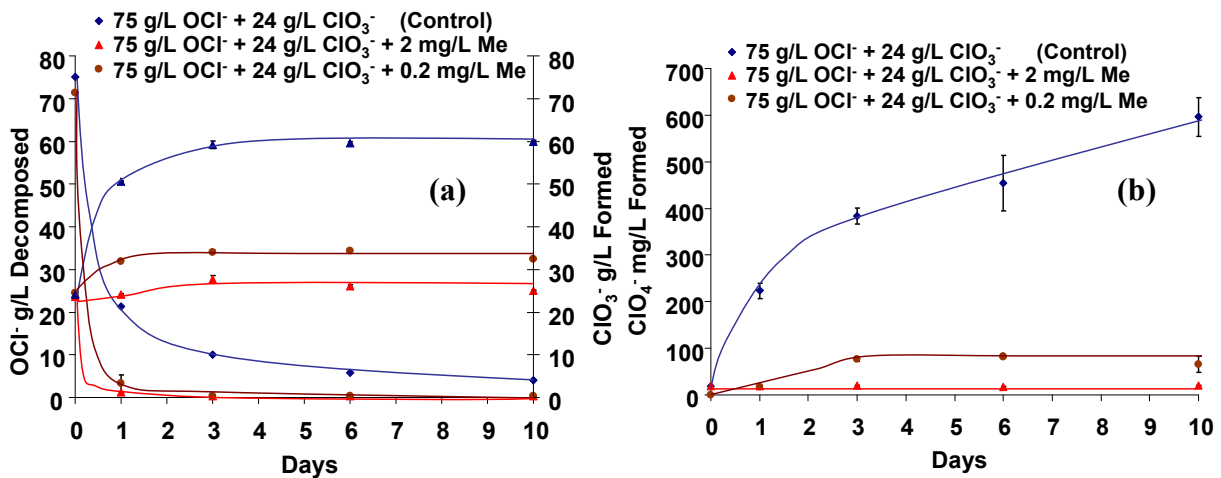 75 g/L OCl⁻ + 24 g/L ClO₃⁻ (Control)
75 g/L OCl⁻ + 24 g/L ClO₃⁻ + 2 mg/L Me
75 g/L OCl⁻ + 24 g/L ClO₃⁻ + 0.2 mg/L Me
80
70
60
50
40
30
20
10
0
OCl⁻ g/L Decomposed
80
70
60
50
40
30
20
10
0
ClO₃⁻ g/L Formed
(a)
0 1 2 3 4 5 6 7 8 9 10
Days
75 g/L OCl⁻ + 24 g/L ClO₃⁻ (Control)
75 g/L OCl⁻ + 24 g/L ClO₃⁻ + 2 mg/L Me
75 g/L OCl⁻ + 24 g/L ClO₃⁻ + 0.2 mg/L Me
700
600
500
400
300
200
100
0
ClO₄⁻ mg/L Formed
(b)
0 1 2 3 4 5 6 7 8 9 10
Days